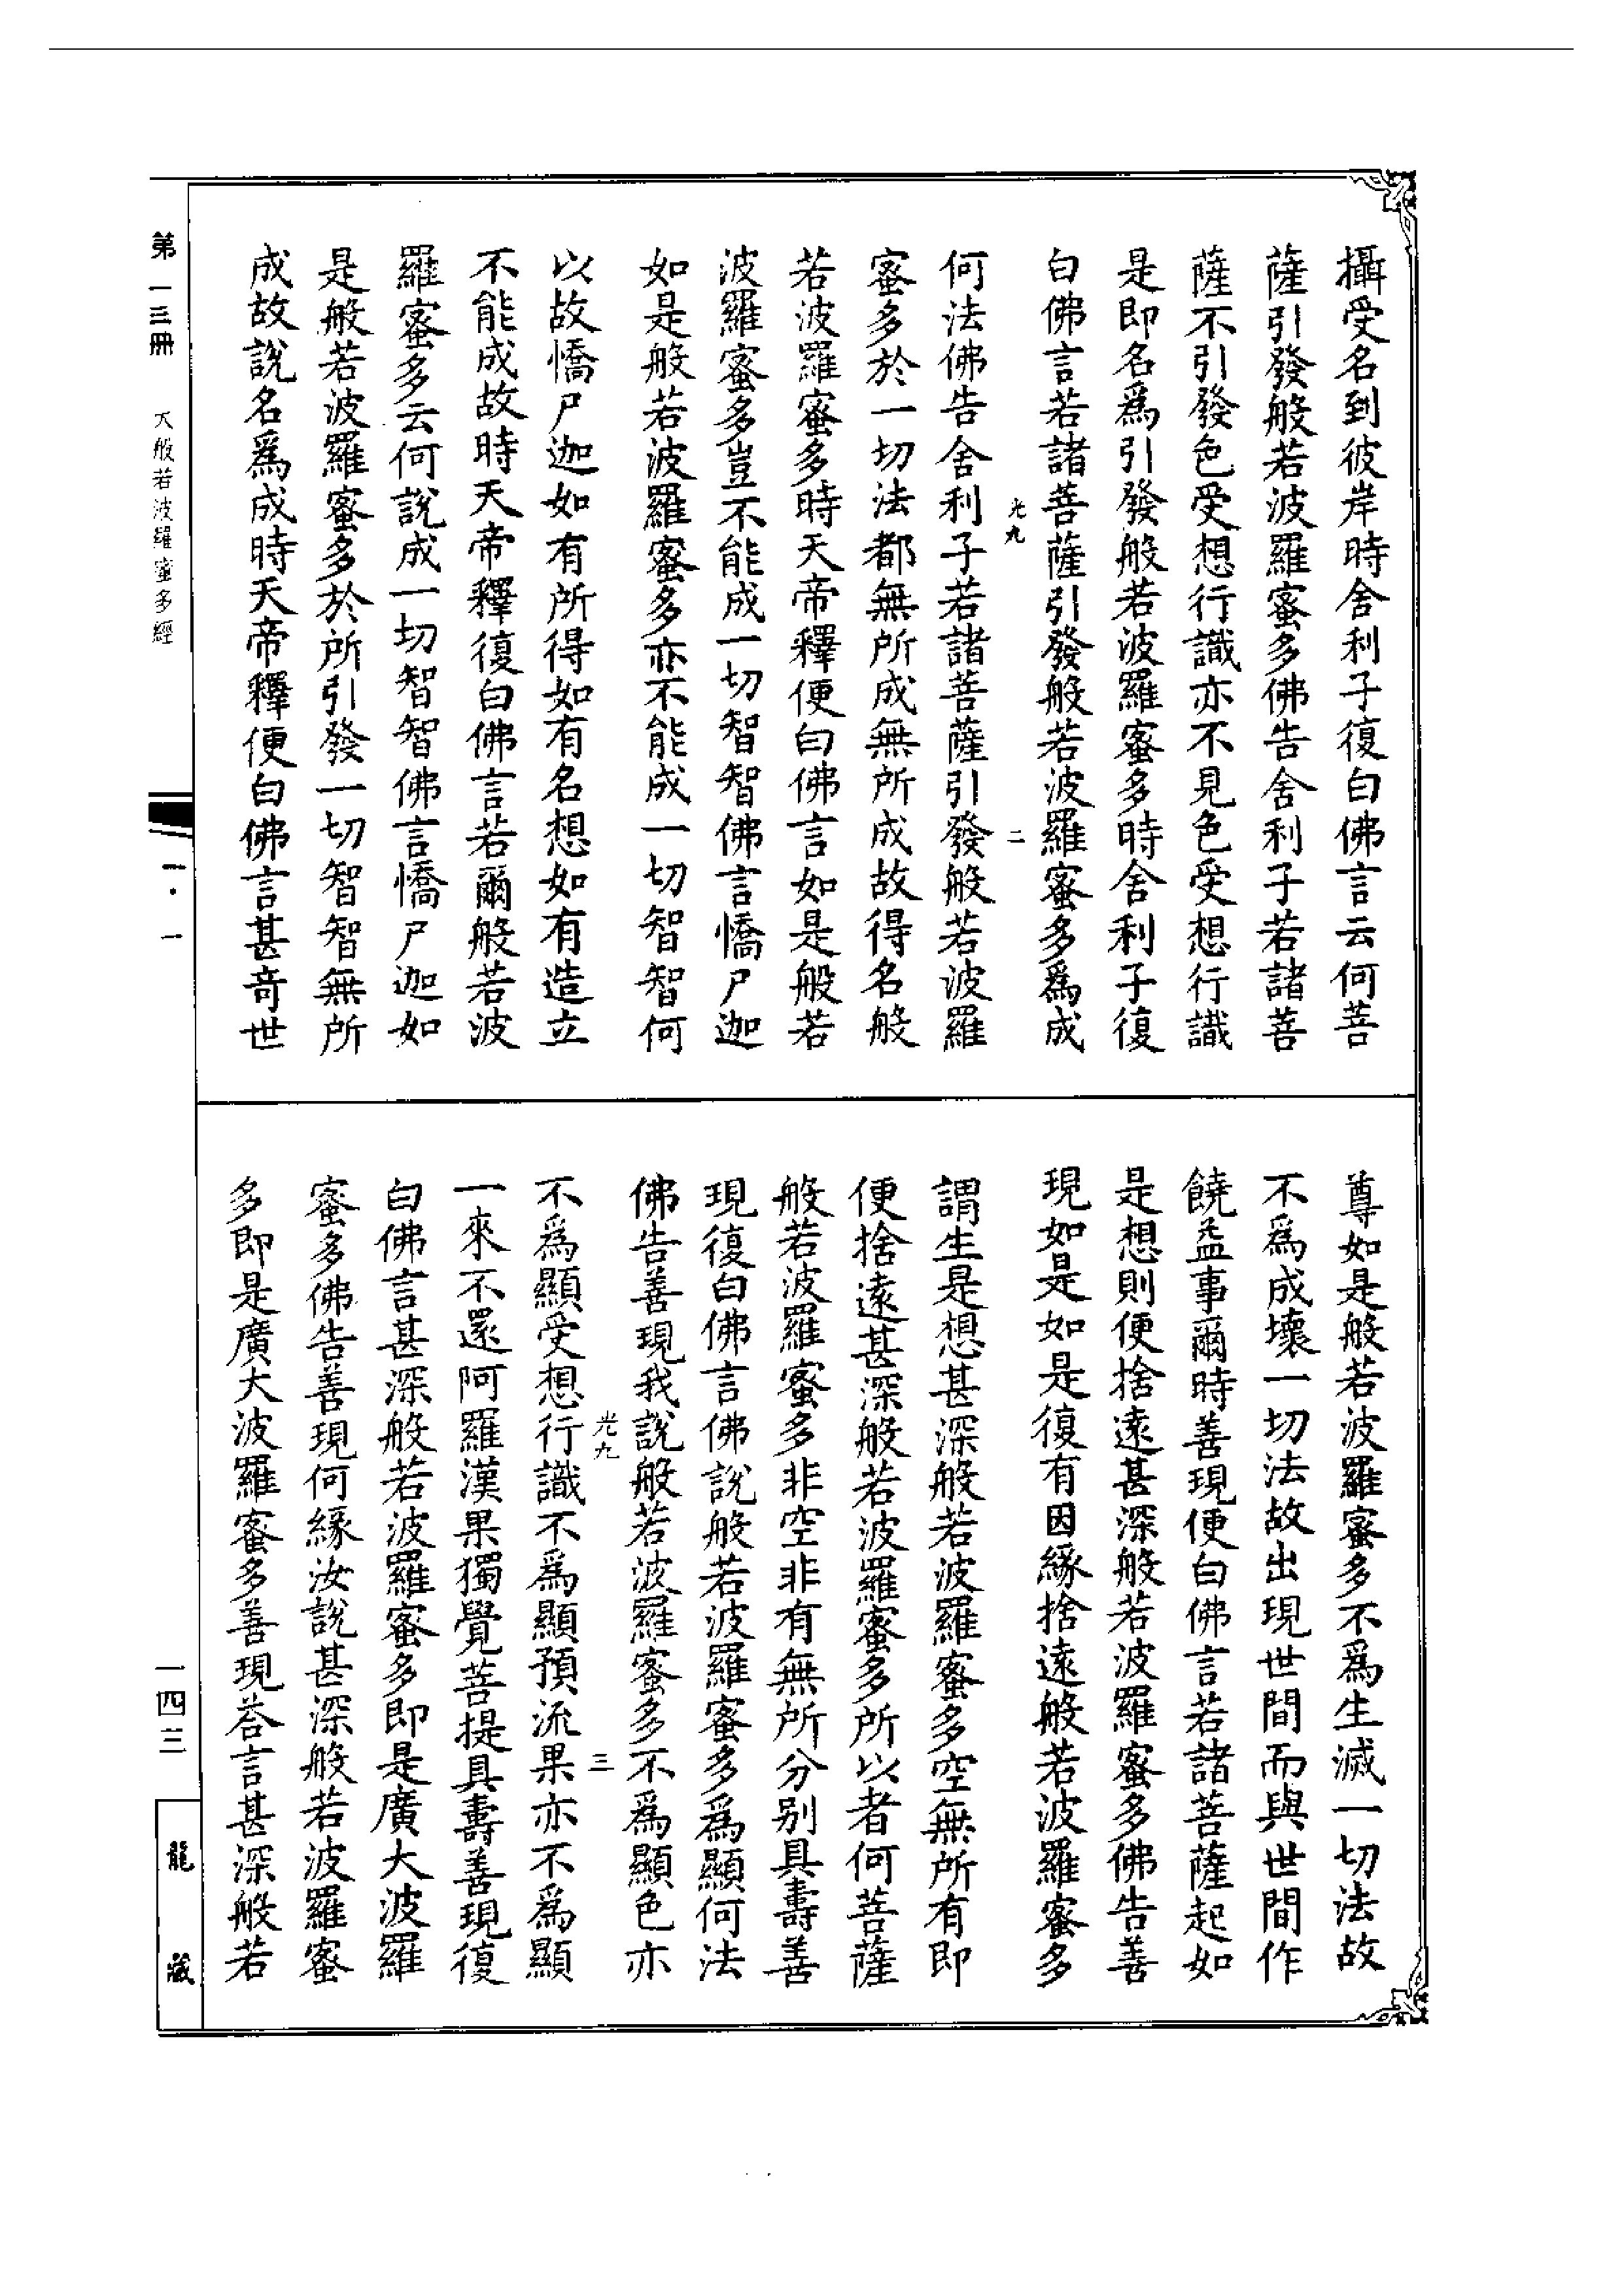 攝受名到彼岸時舍利子復白佛言云何菩
薩引發般若波羅蜜多佛告舍利子若諸菩
薩不引發色受想行識亦不見色受想行識
是即名爲引發般若波羅蜜多時舍利子復
白佛言若諸菩薩引發般若波羅蜜多爲成
光九 二
何法佛告舍利子若諸菩薩引發般若波羅
蜜多於一切法都無所成無所成故得名般
若波羅蜜多時天帝釋便白佛言如是般若
波羅蜜多豈不能成一切智智佛言憍尸迦
如是般若波羅蜜多亦不能成一切智智何
以故憍尸迦如有所得如有名想如有造立
不能成故時天帝釋復白佛言若爾般若波
羅蜜多云何說成一切智智佛言憍尸迦如
是般若波羅蜜多於所引發一切智智無所
成故說名爲成時天帝釋便白佛言甚奇世
尊如是般若波羅蜜多不爲生滅一切法故
不爲成壞一切法故出現世間而與世間作
饒益事爾時善現便白佛言若諸菩薩起如
是想則便捨遠甚深般若波羅蜜多佛告善
現如是如是復有因緣捨遠般若波羅蜜多
謂生是想甚深般若波羅蜜多空無所有即
便捨遠甚深般若波羅蜜多所以者何菩薩
般若波羅蜜多非空非有無所分別具壽善
現復白佛言佛說般若波羅蜜多爲顯何法
佛告善現我說般若波羅蜜多不爲顯色亦
光九 三
不爲顯受想行識不爲顯預流果亦不爲顯
一來不還阿羅漢果獨覺菩提具壽善現復
白佛言甚深般若波羅蜜多即是廣大波羅
蜜多佛告善現何緣汝說甚深般若波羅蜜
多即是廣大波羅蜜多善現荅言甚深般若
第一三冊 大般若波羅蜜多經 一·一 一四三 龍藏